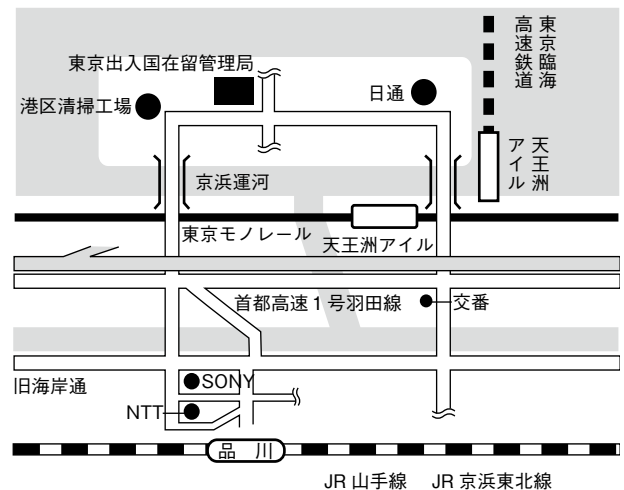 東京臨海
高速鉄道
東京出入国在留管理局
日通
港区清掃工場
天王洲
アイル
京浜運河
東京モノレール
天王洲アイル
首都高速1号羽田線
交番
旧海岸通
SONY
NTT
品 川
JR 山手線 JR 京浜東北線